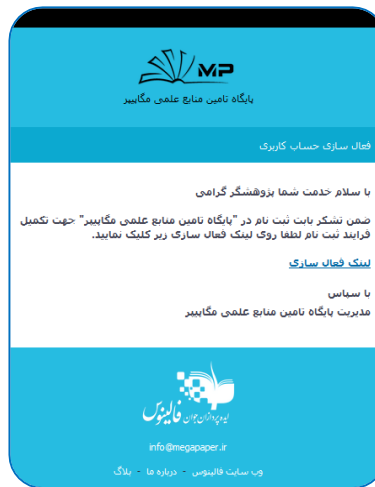 MP
پایگاه تامین منابع علمی مگاپیپر
فعال سازی حساب کاربری
با سلام خدمت شما پژوهشگر گرامی
ضمن تشکر بابت ثبت نام در "پایگاه تامین منابع علمی مگاپیپر" جهت تکمیل
فرایند ثبت نام لطفا روی لینک فعال سازی زیر کلیک نمایید.
لینک فعال سازی
با سپاس
مدیریت پایگاه تامین منابع علمی مگاپیپر
ایده پردازان جوان فالینوس
info@megapaper.ir
وب سایت فالینوس - درباره ما - بلاگ